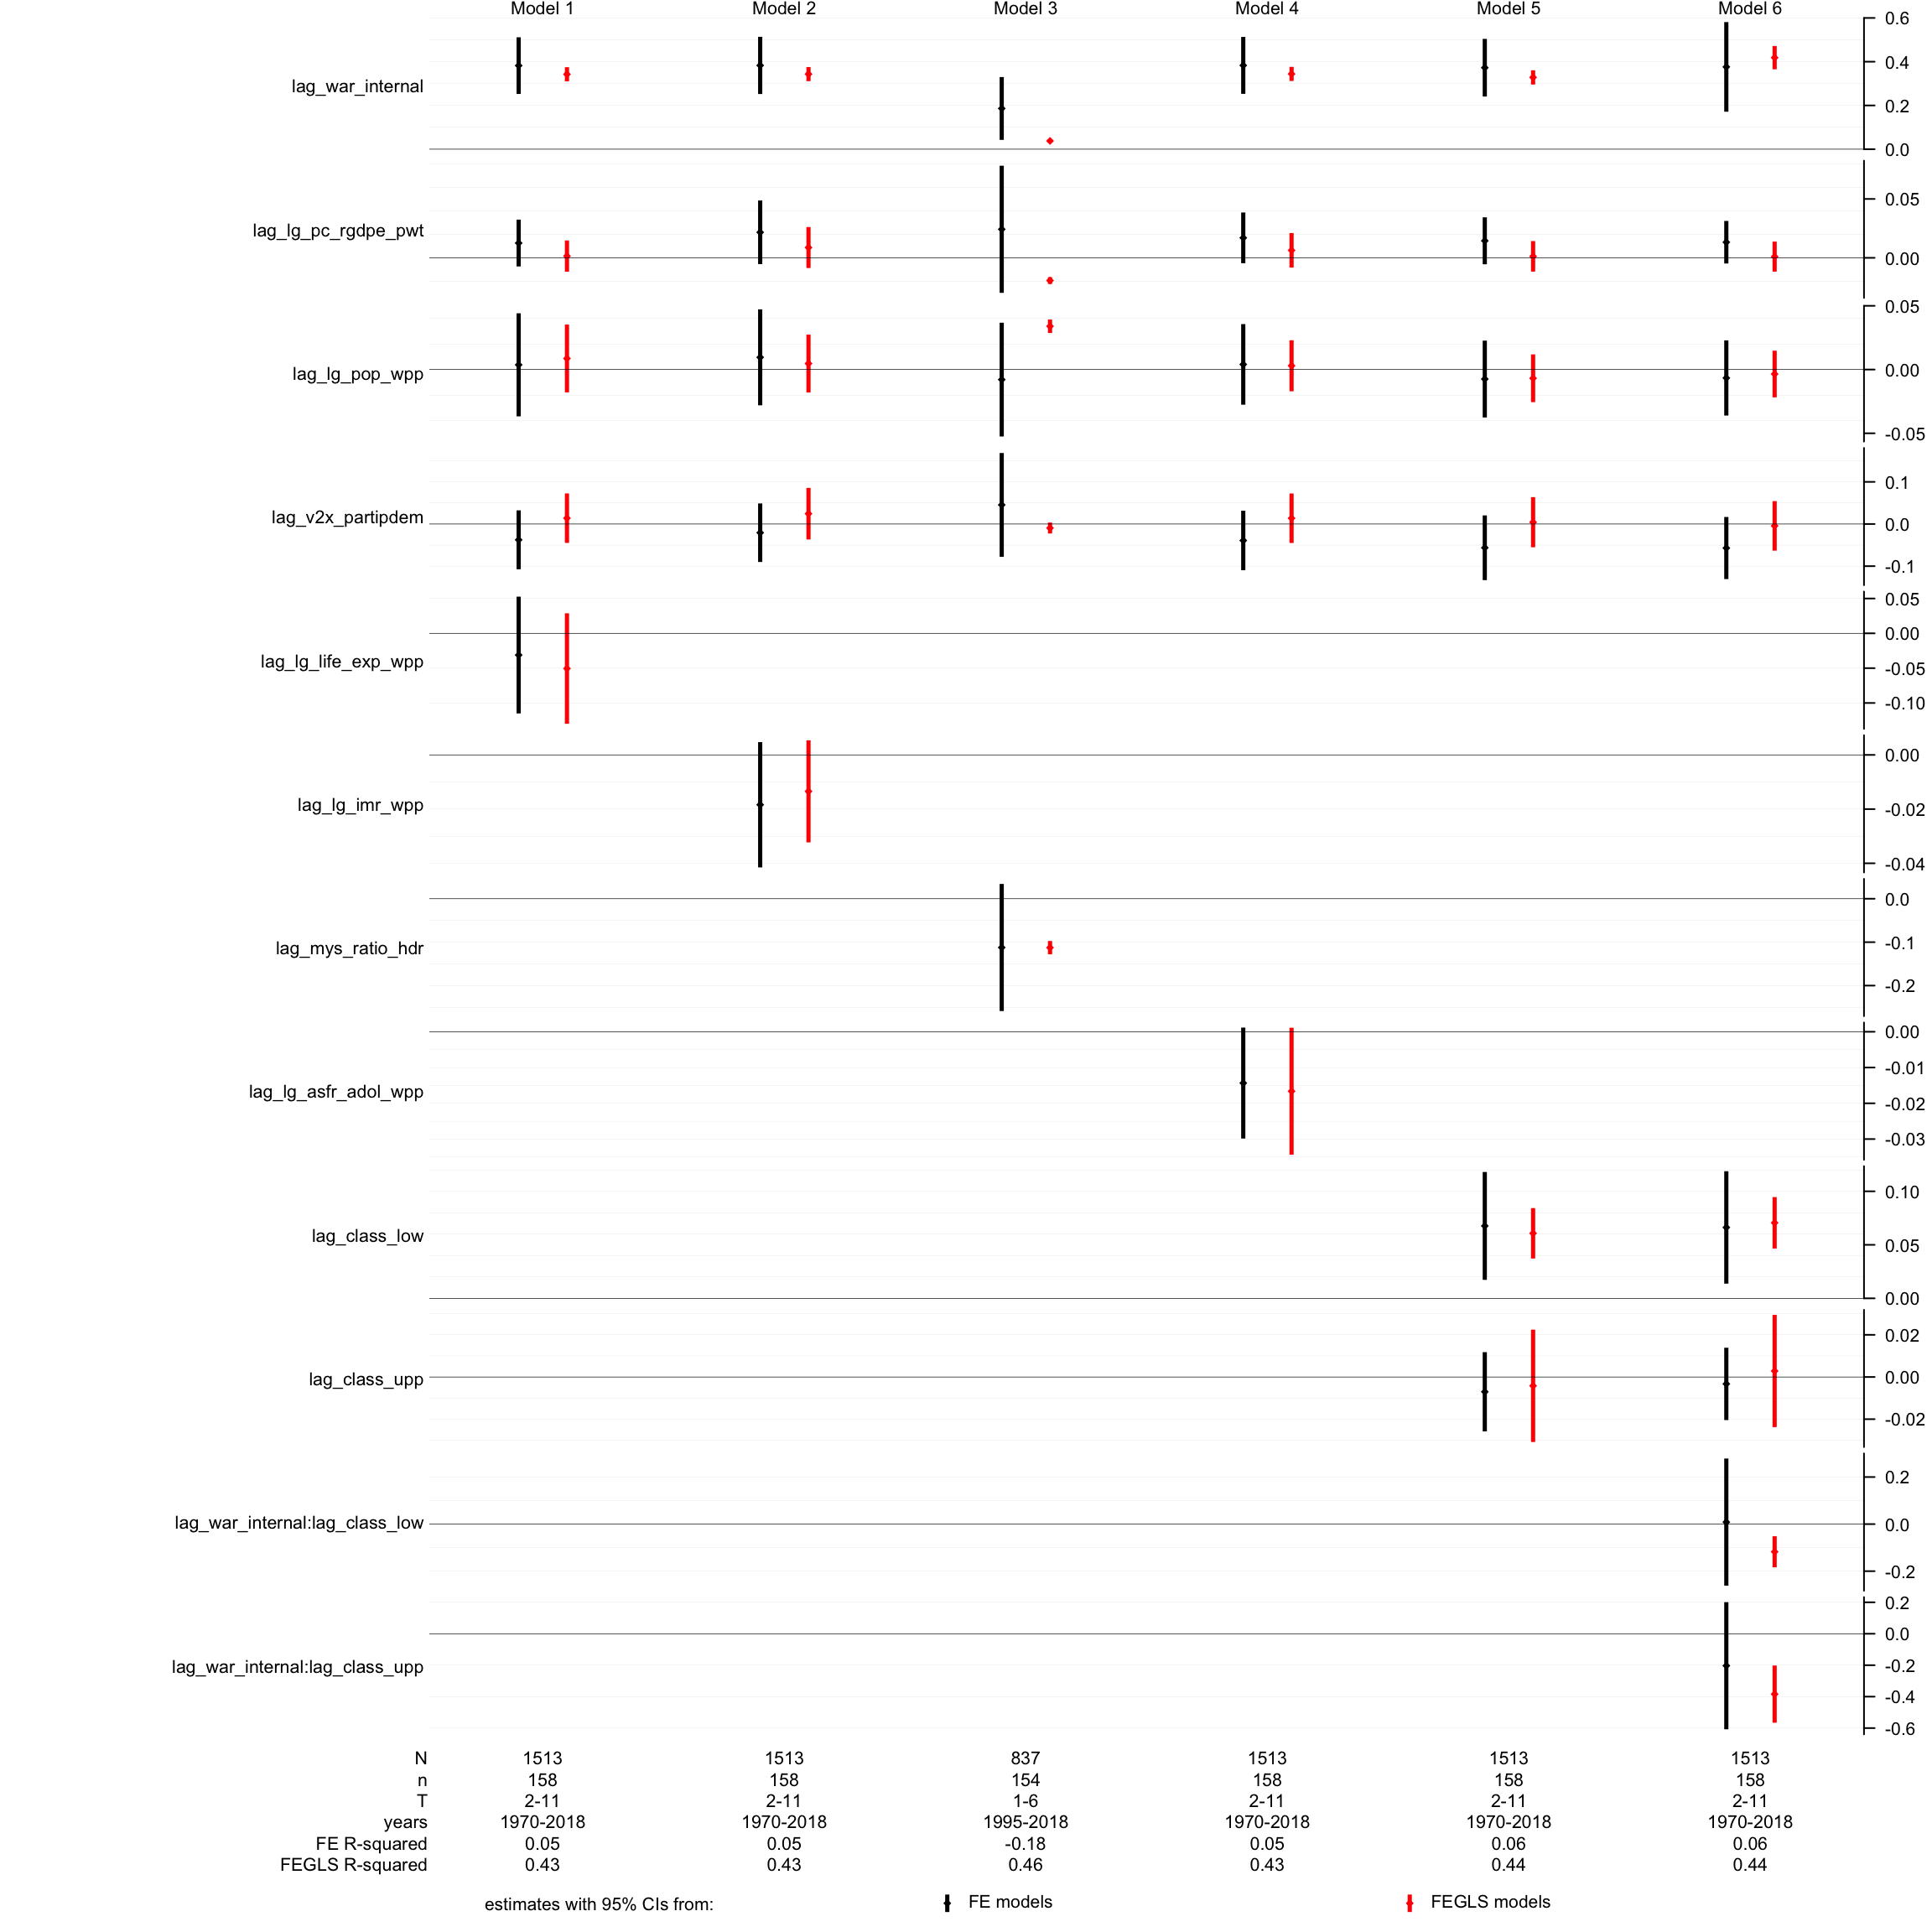 Model 1 Model 2 Model 3 Model 4 Model 5 Model 6
lag_war_internal
0.6
0.4
0.2
0.0
lag_lg_pc_rgdpe_pwt
0.05
0.00
lag_lg_pop_wpp
0.05
0.00
-0.05
lag_v2x_partipdem
0.1
0.0
-0.1
lag_lg_life_exp_wpp
0.05
0.00
-0.05
-0.10
lag_lg_imr_wpp
0.00
-0.02
-0.04
lag_mys_ratio_hdr
0.0
-0.1
-0.2
lag_lg_asfr_adol_wpp
0.00
-0.01
-0.02
-0.03
lag_class_low
0.10
0.05
0.00
lag_class_upp
0.02
0.00
-0.02
lag_war_internal:lag_class_low
0.2
0.0
-0.2
lag_war_internal:lag_class_upp
0.2
0.0
-0.2
-0.4
-0.6
N 1513 1513 837 1513 1513 1513
n 158 158 154 158 158 158
T 2-11 2-11 1-6 2-11 2-11 2-11
years 1970-2018 1970-2018 1995-2018 1970-2018 1970-2018 1970-2018
FE R-squared 0.05 0.05 -0.18 0.05 0.06 0.06
FEGLS R-squared 0.43 0.43 0.46 0.43 0.44 0.44
estimates with 95% CIs from: FE models FEGLS models